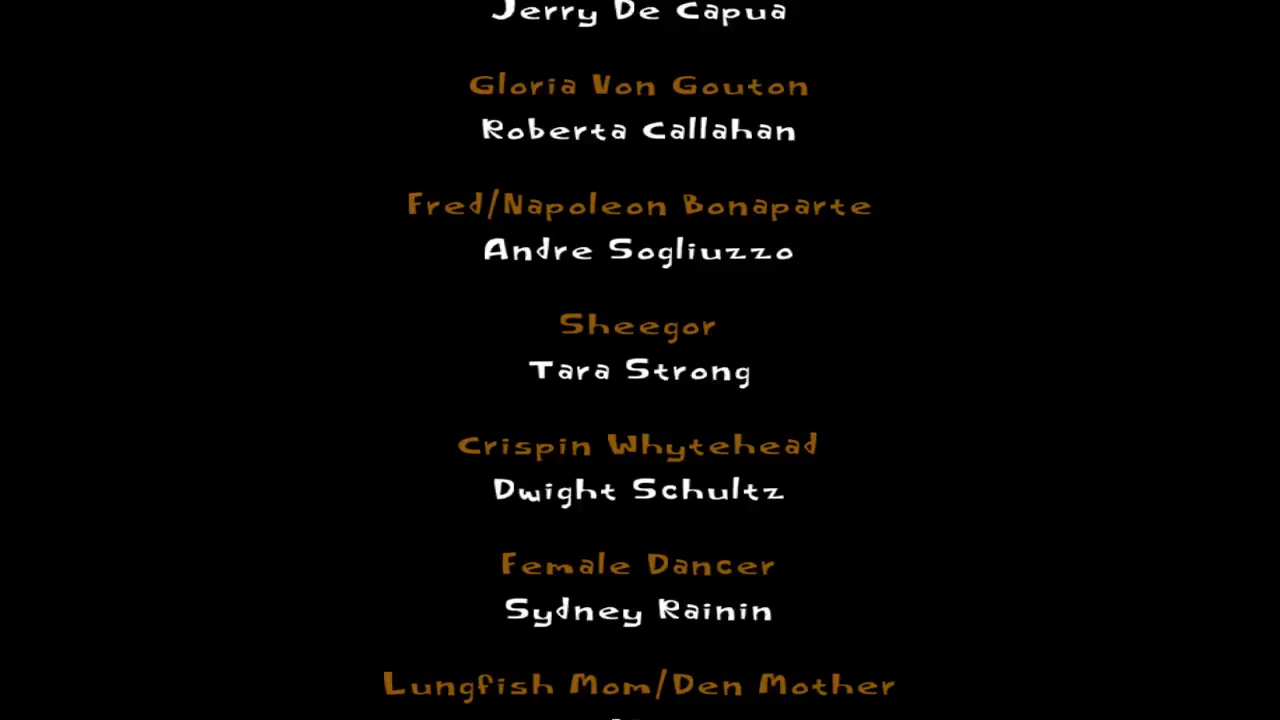 Jerry De Capua
Gloria Von Gouton
Roberta Callahan
Fred/Napoleon Bonaparte
Andre Sogliuzzo
Sheegor
Tara Strong
Crispin Whytehead
Dwight Schultz
Female Dancer
Sydney Rainin
Lungfish Mom/Den Mother